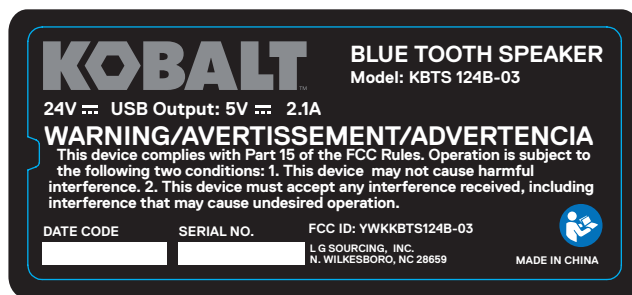 KOBALT™
BLUE TOOTH SPEAKER
Model: KBTS 124B-03
24V ⎓ USB Output: 5V ⎓ 2.1A
WARNING/AVERTISSEMENT/ADVERTENCIA
This device complies with Part 15 of the FCC Rules. Operation is subject to
the following two conditions: 1. This device may not cause harmful
interference. 2. This device must accept any interference received, including
interference that may cause undesired operation.
DATE CODE
SERIAL NO.
FCC ID: YWKKBTS124B-03
L G SOURCING, INC.
N. WILKESBORO, NC 28659
MADE IN CHINA